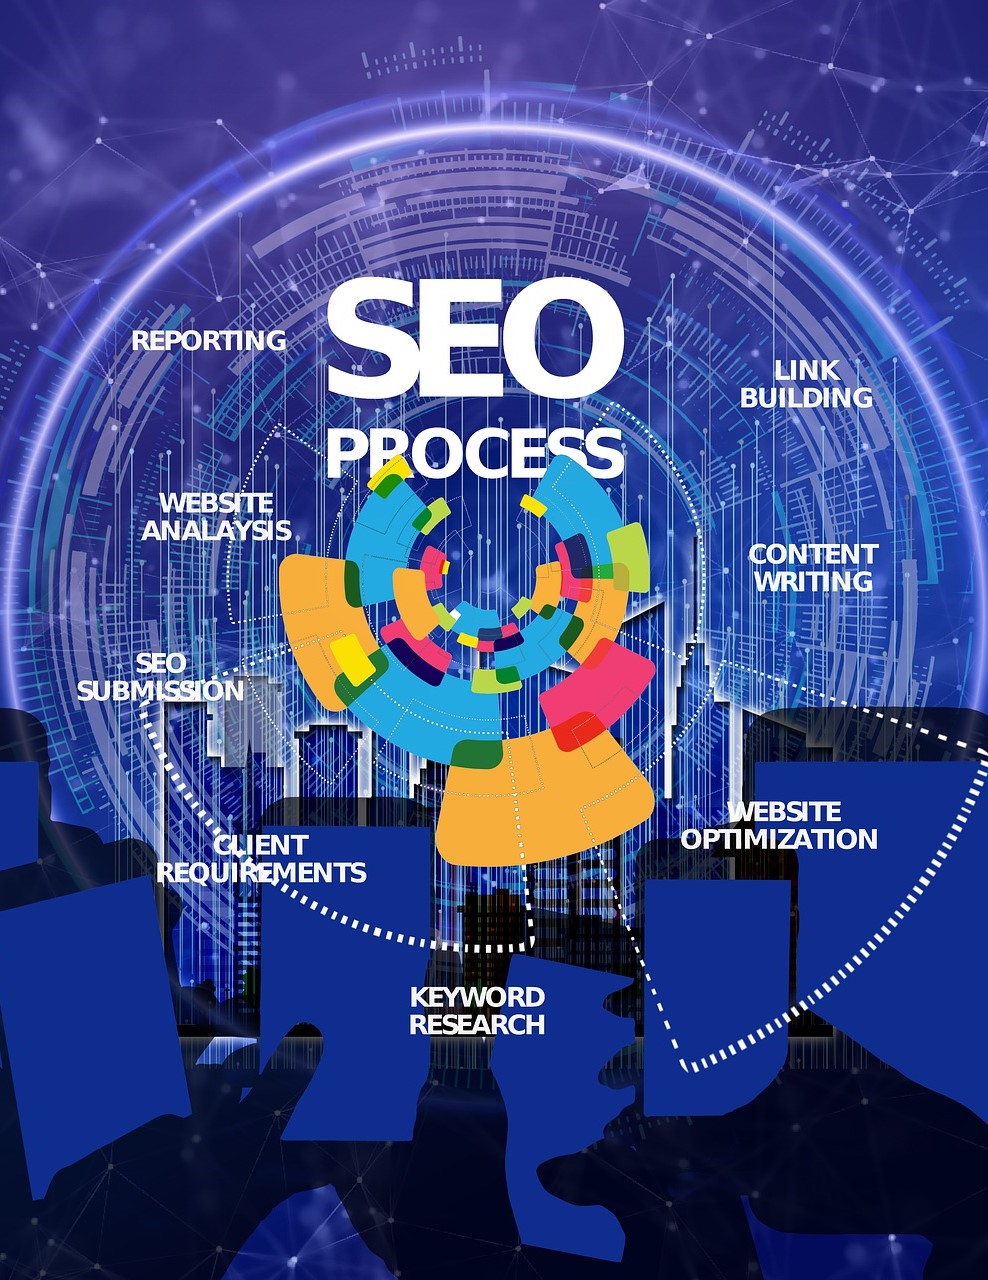 SEO
PROCESS
REPORTING
LINK
BUILDING
WEBSITE
ANALAYSIS
CONTENT
WRITING
SEO
SUBMISSION
WEBSITE
OPTIMIZATION
CLIENT
REQUIREMENTS
KEYWORD
RESEARCH